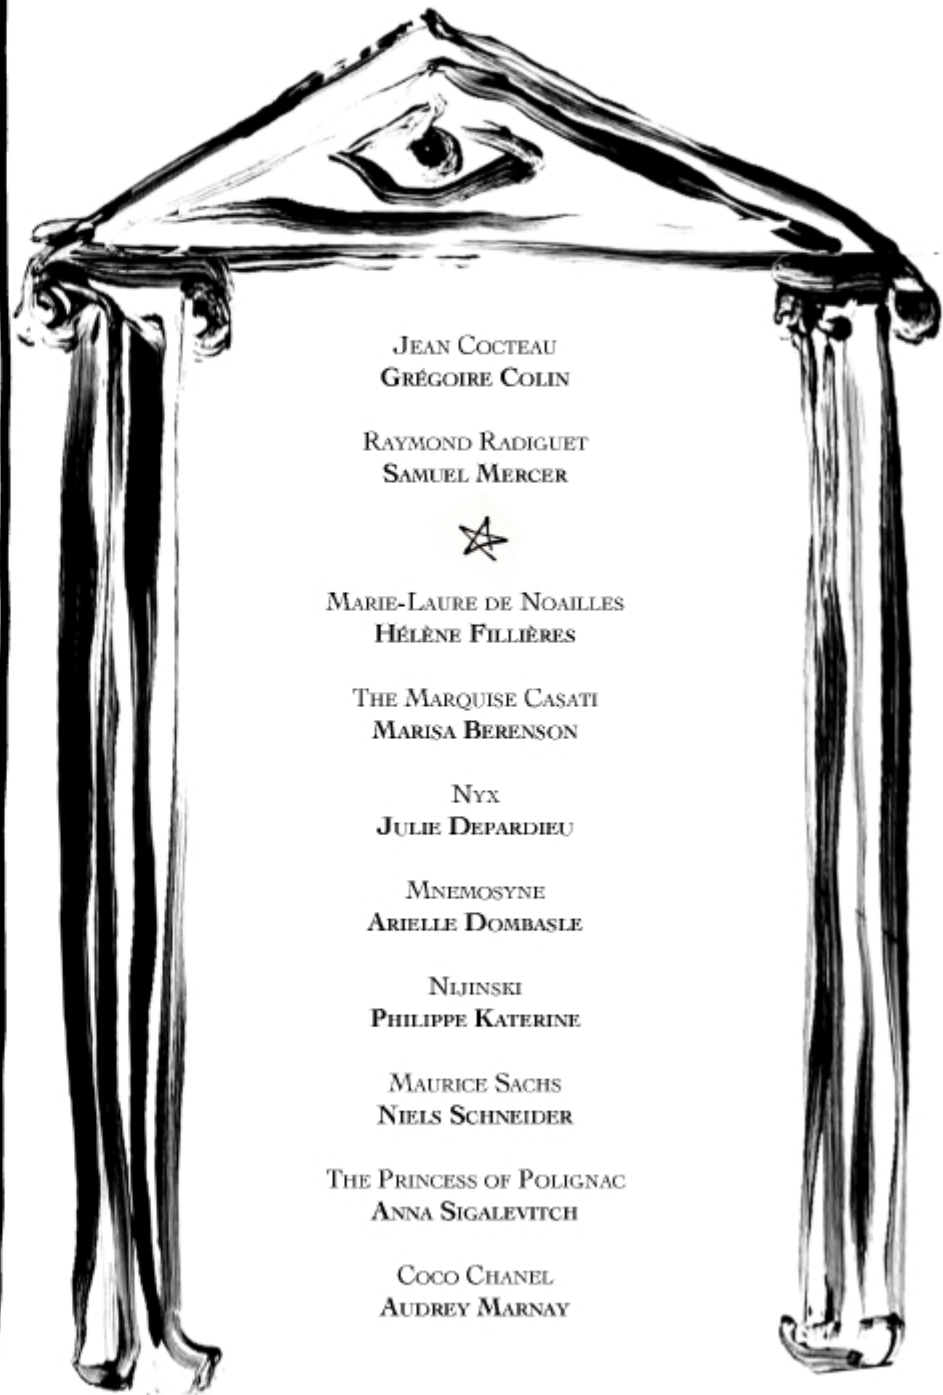 Jean Cocteau
Grégoire Colin
Raymond Radiguet
Samuel Mercer
Marie-Laure de Noailles
Hélène Fillières
The Marquise Casati
Marisa Berenson
Nyx
Julie Depardieu
Mnemosyne
Arielle Dombasle
Nijinski
Philippe Katerine
Maurice Sachs
Niels Schneider
The Princess of Polignac
Anna Sigalevitch
Coco Chanel
Audrey Marnay